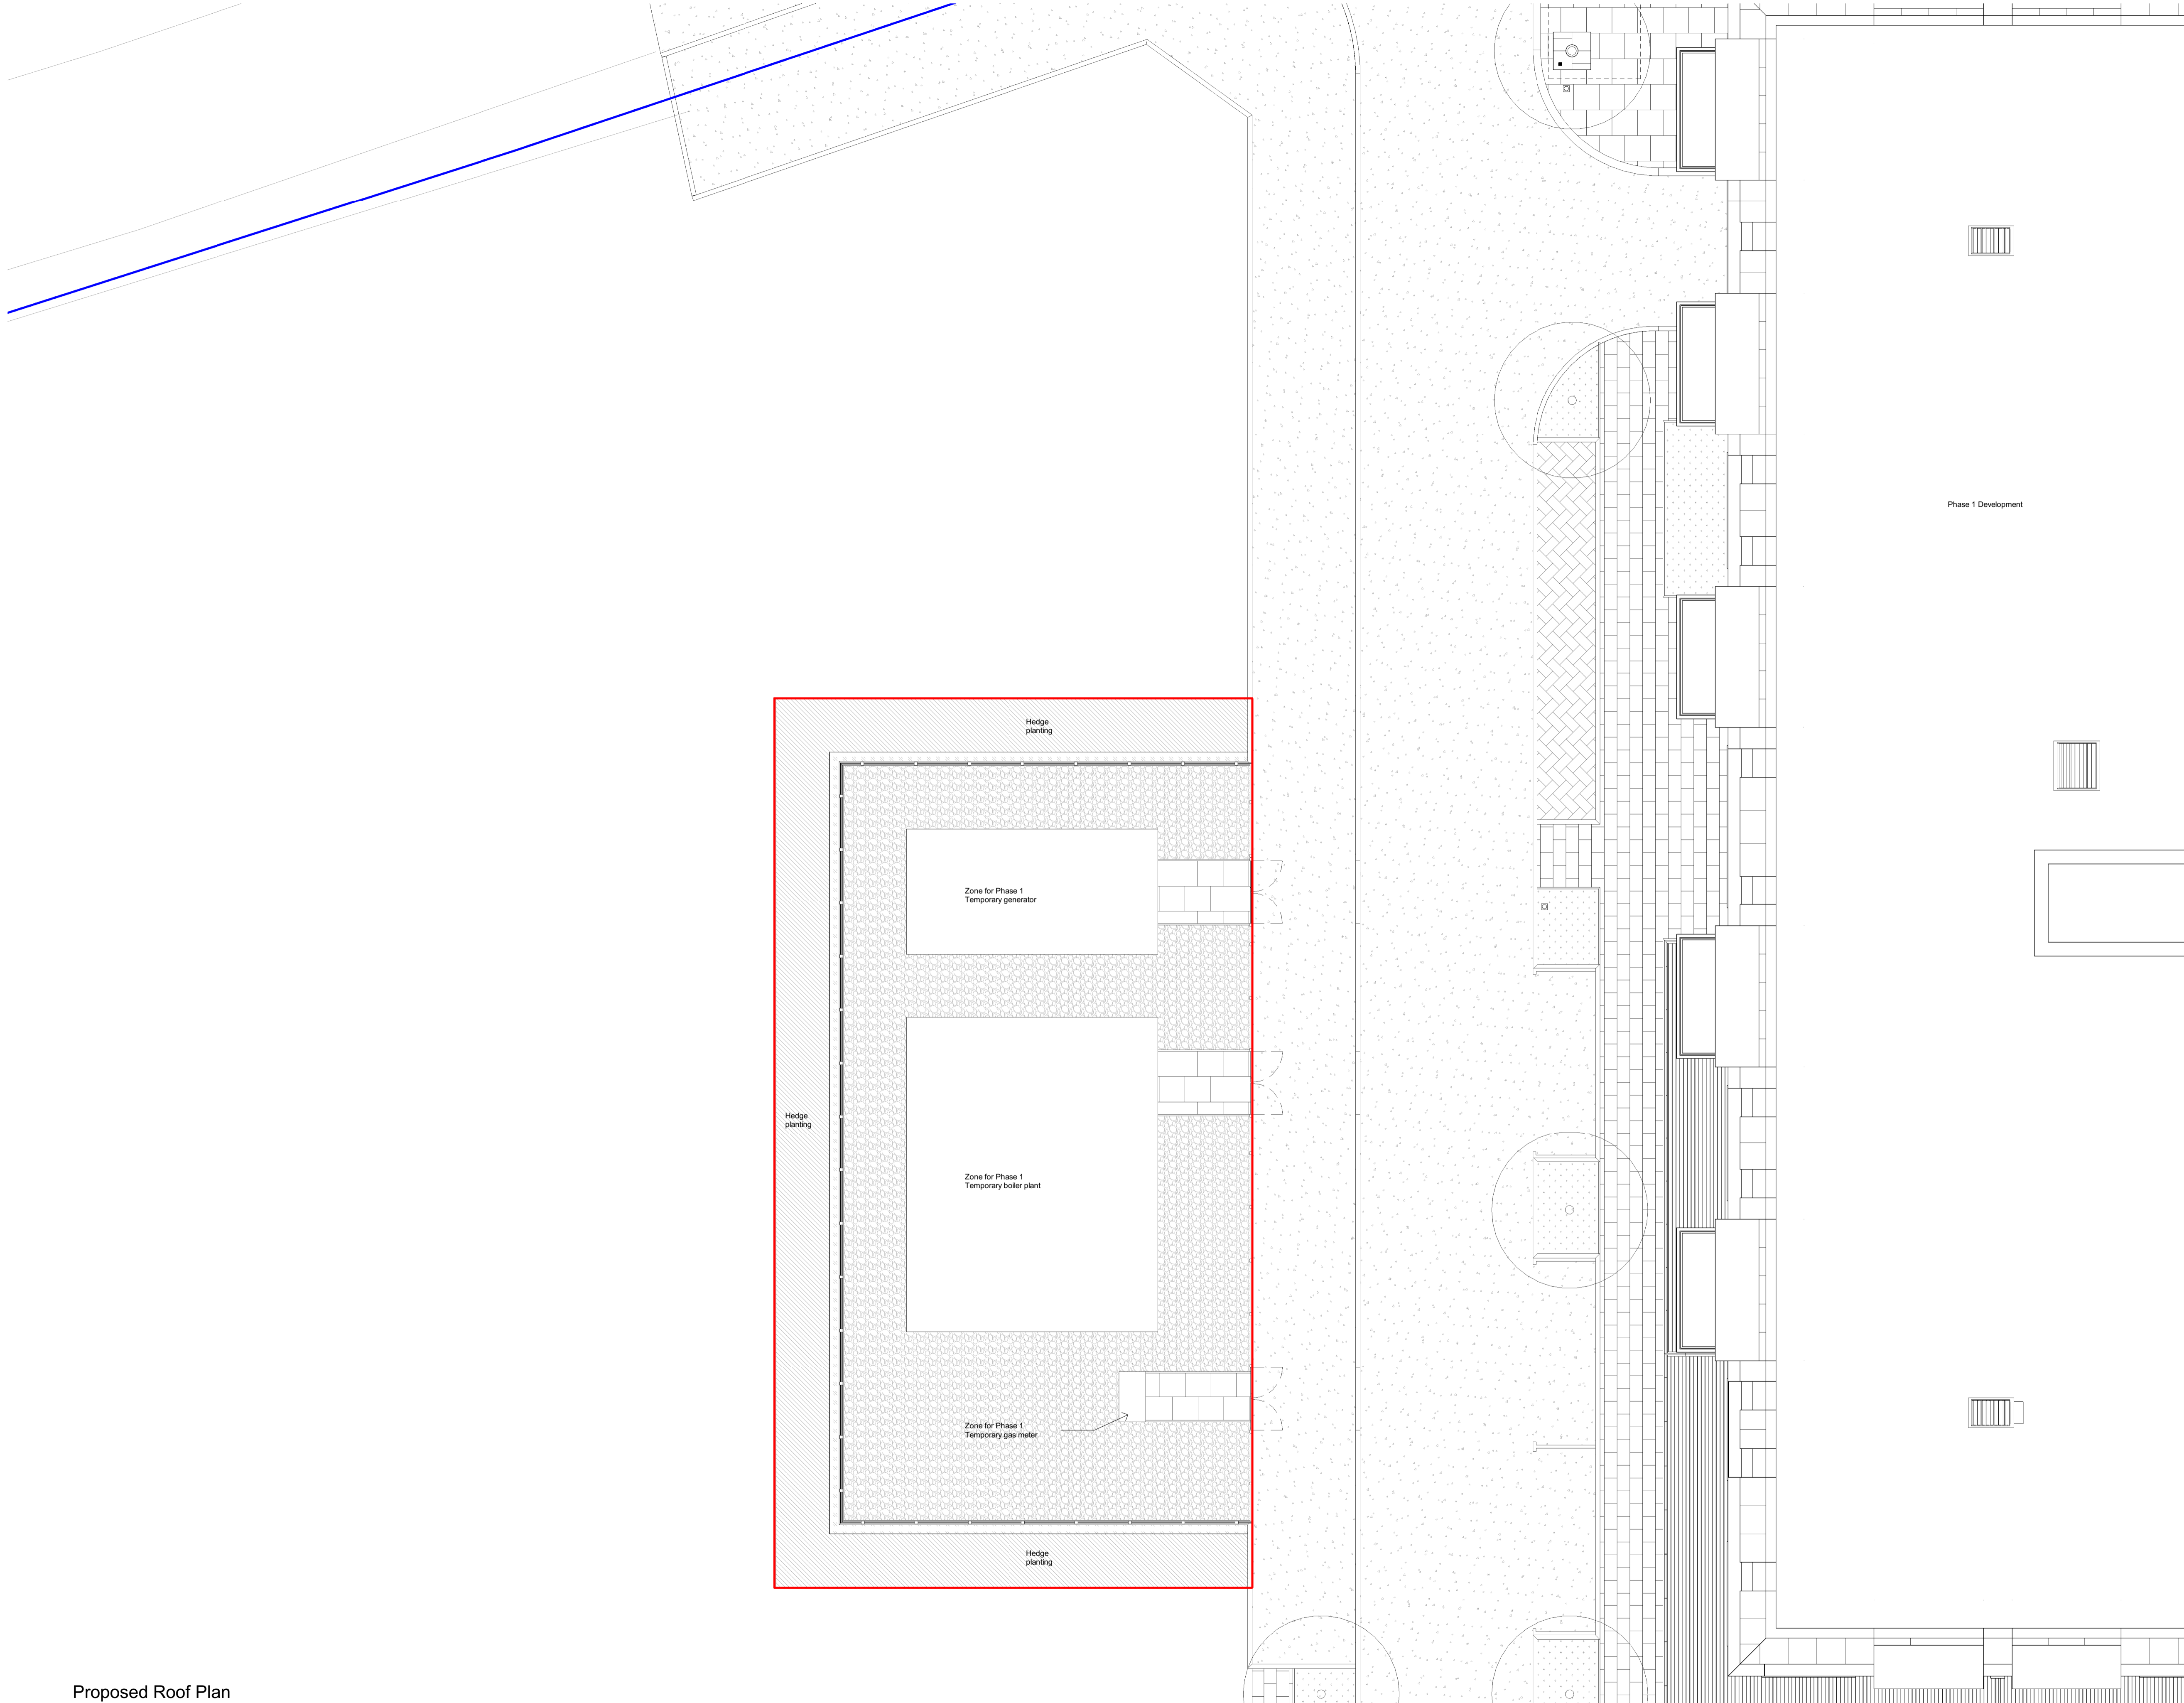 Phase 1 Development
Hedge
planting
Zone for Phase 1
Temporary generator
Hedge
planting
Zone for Phase 1
Temporary boiler plant
Zone for Phase 1
Temporary gas meter
Hedge
planting
Proposed Roof Plan